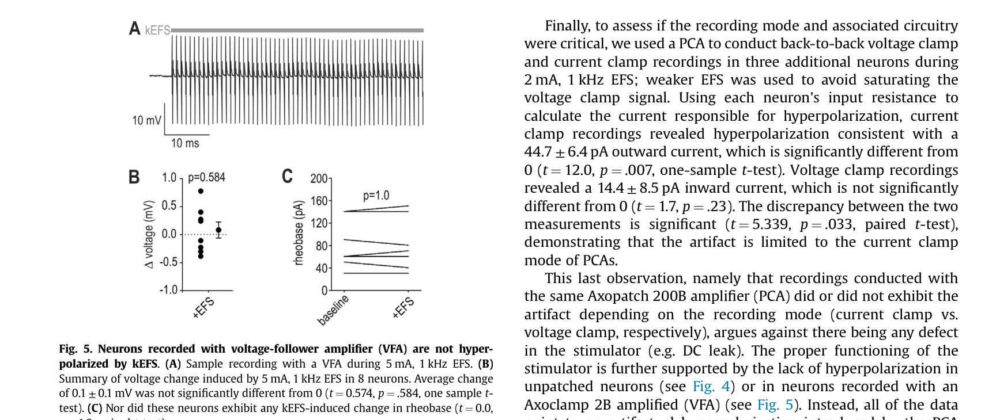 A kEFS
10 mV
10 ms
B
1.0
p=0.584
0.5
0.0
-0.5
-1.0
Δ voltage (mV)
+EFS
C
200
160
p=1.0
120
80
40
0
rheobase (pA)
baseline
+EFS
Fig. 5. Neurons recorded with voltage-follower amplifier (VFA) are not hyper-
polarized by kEFS. (A) Sample recording with a VFA during 5 mA, 1 kHz EFS. (B)
Summary of voltage change induced by 5 mA, 1 kHz EFS in 8 neurons. Average change
of 0.1 ± 0.1 mV was not significantly different from 0 (t = 0.574, p = .584, one sample t-
test). (C) Nor did these neurons exhibit any kEFS-induced change in rheobase (t = 0.0,
Finally, to assess if the recording mode and associated circuitry
were critical, we used a PCA to conduct back-to-back voltage clamp
and current clamp recordings in three additional neurons during
2 mA, 1 kHz EFS; weaker EFS was used to avoid saturating the
voltage clamp signal. Using each neuron's input resistance to
calculate the current responsible for hyperpolarization, current
clamp recordings revealed hyperpolarization consistent with a
44.7 ± 6.4 pA outward current, which is significantly different from
0 (t = 12.0, p = .007, one-sample t-test). Voltage clamp recordings
revealed a 14.4 ± 8.5 pA inward current, which is not significantly
different from 0 (t = 1.7, p = .23). The discrepancy between the two
measurements is significant (t = 5.339, p = .033, paired t-test),
demonstrating that the artifact is limited to the current clamp
mode of PCAs.
This last observation, namely that recordings conducted with
the same Axopatch 200B amplifier (PCA) did or did not exhibit the
artifact depending on the recording mode (current clamp vs.
voltage clamp, respectively), argues against there being any defect
in the stimulator (e.g. DC leak). The proper functioning of the
stimulator is further supported by the lack of hyperpolarization in
unpatched neurons (see Fig. 4) or in neurons recorded with an
Axoclamp 2B amplified (VFA) (see Fig. 5). Instead, all of the data